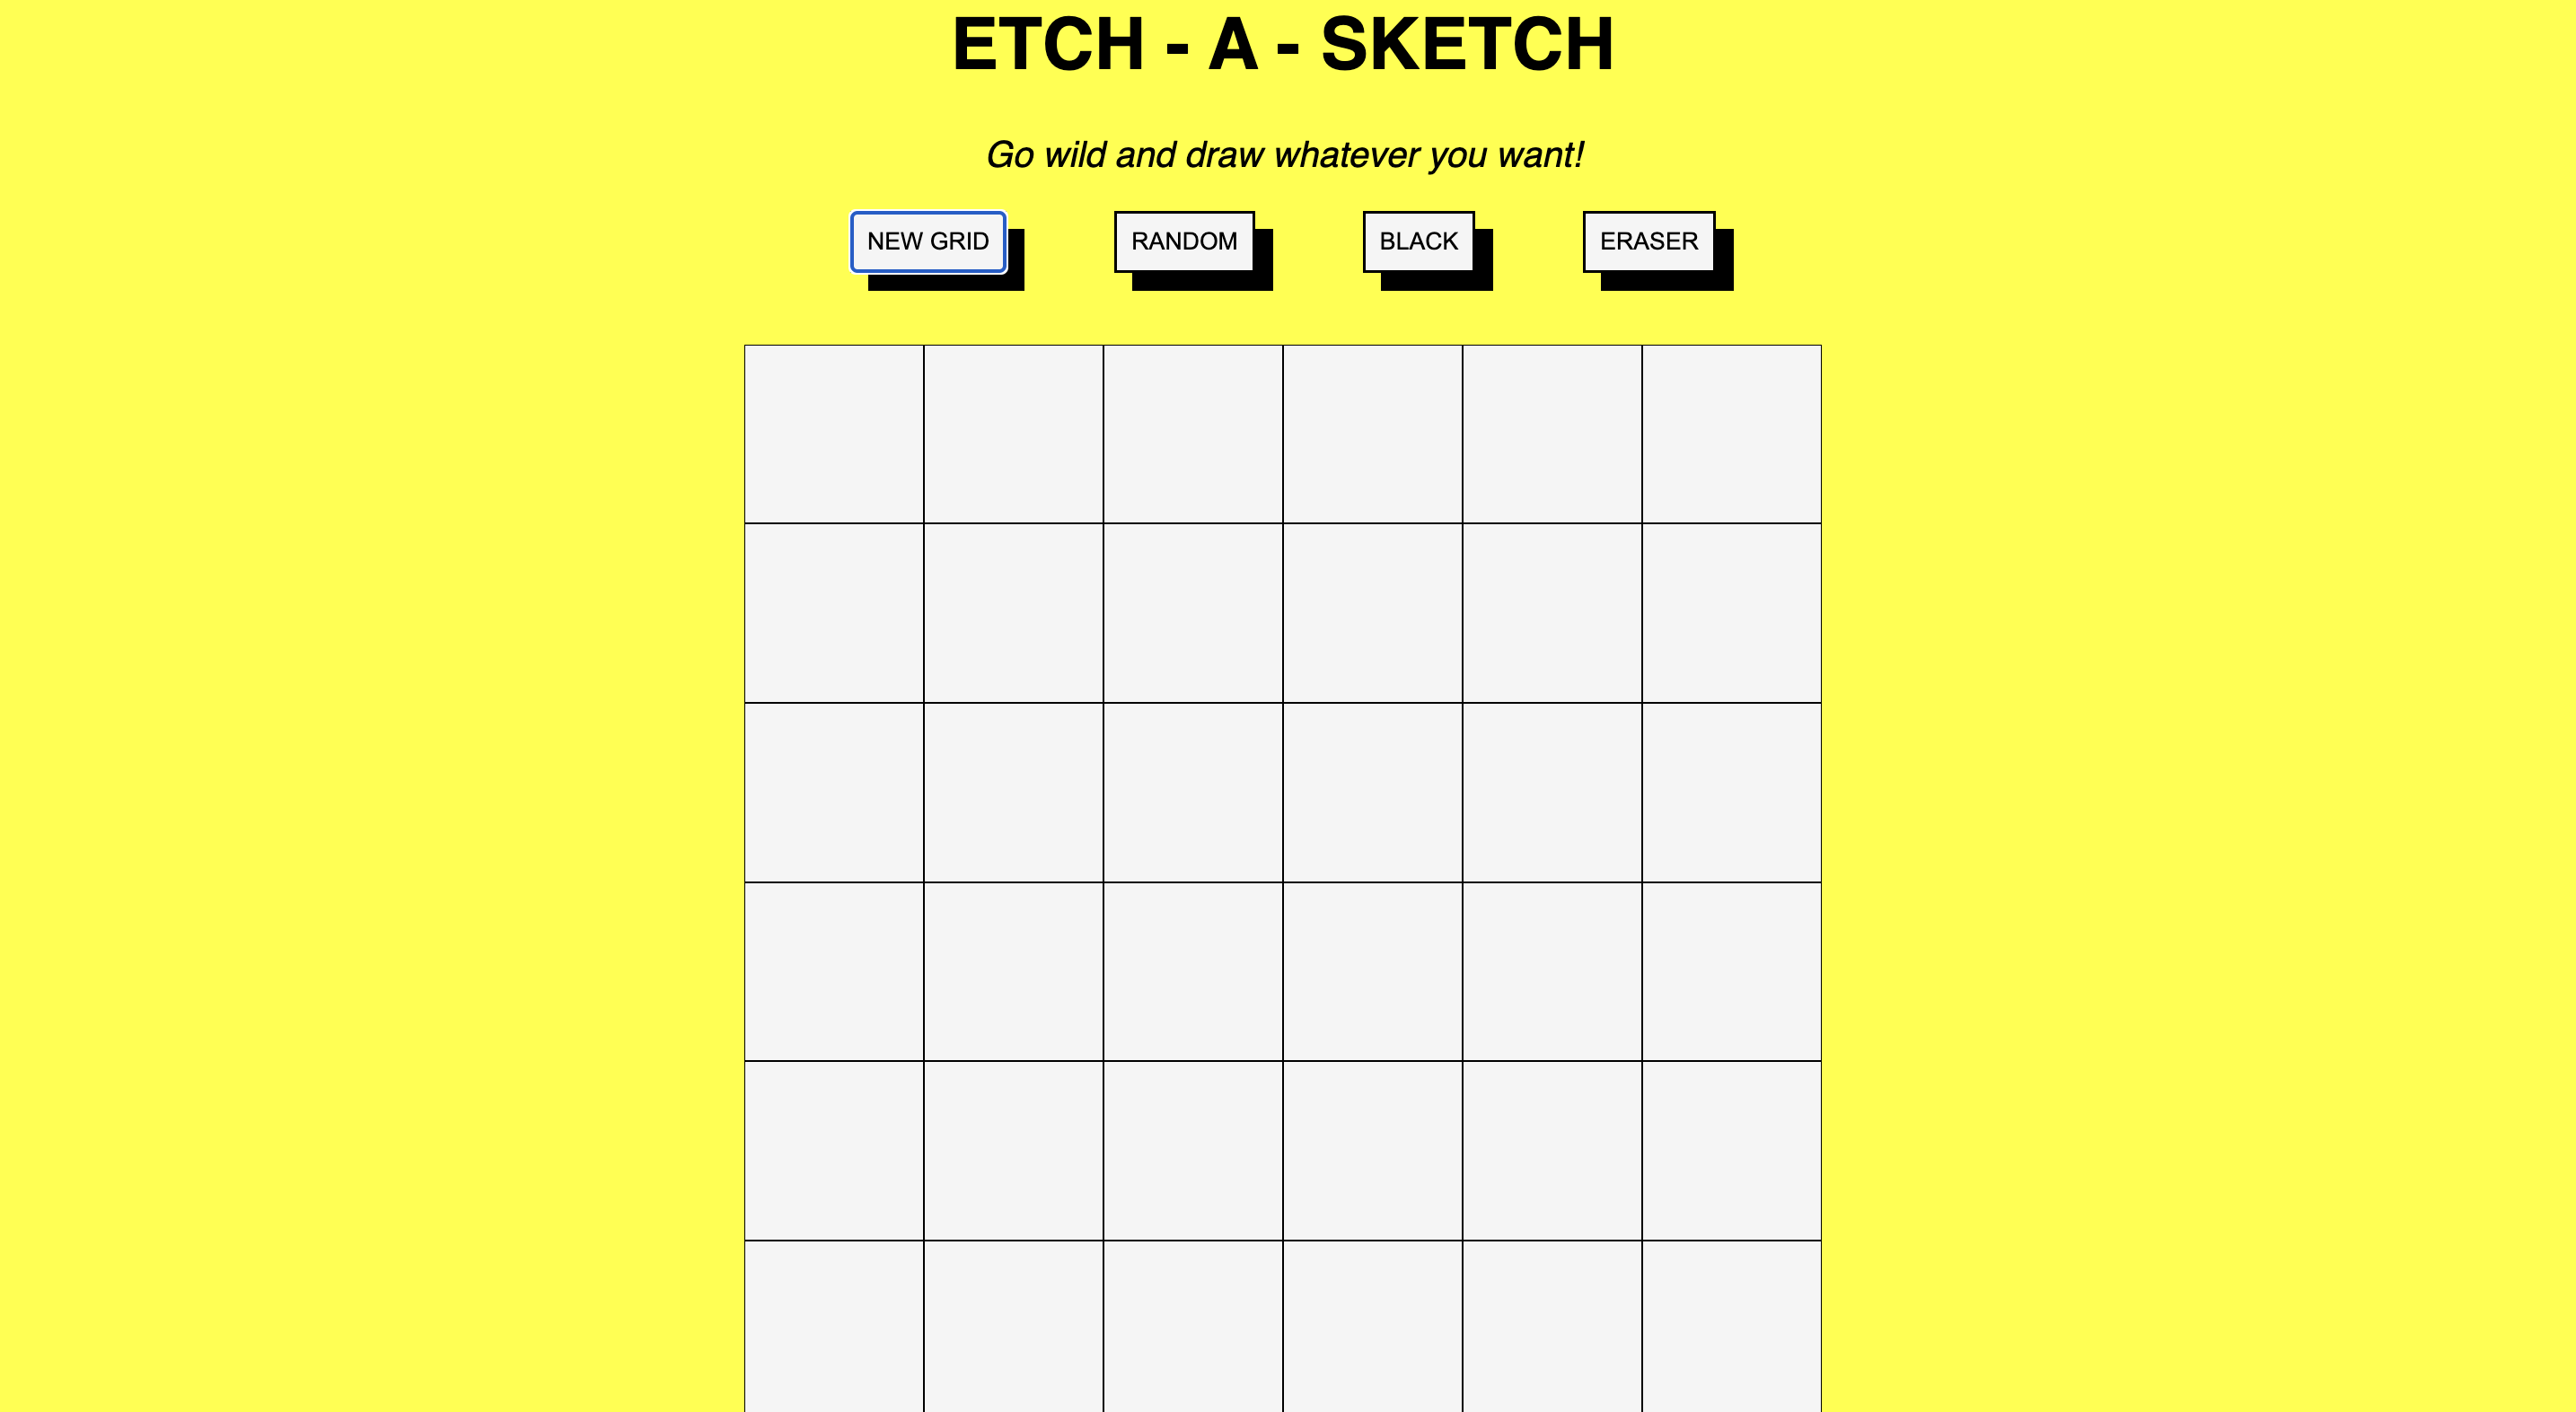 ETCH - A - SKETCH
Go wild and draw whatever you want!
NEW GRID RANDOM BLACK ERASER